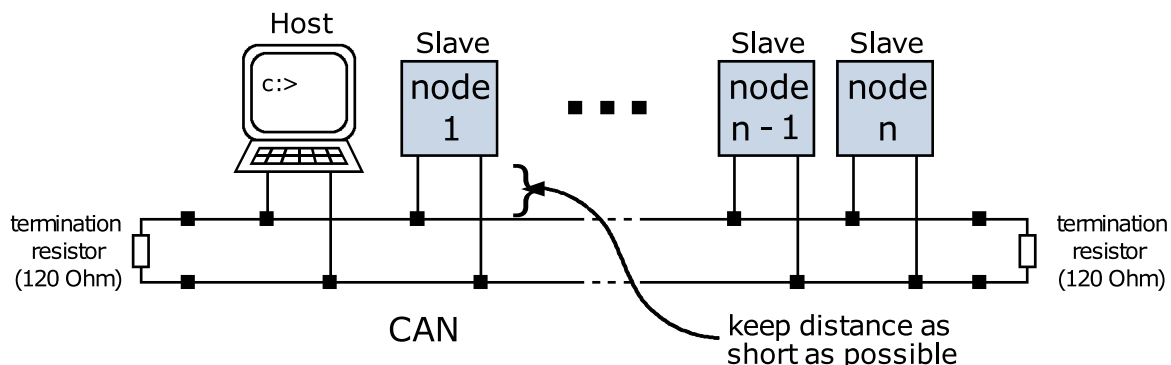 Host
c:>
Slave
node
1
Slave
node
n - 1
Slave
node
n
termination
resistor
(120 Ohm)
termination
resistor
(120 Ohm)
CAN
keep distance as
short as possible